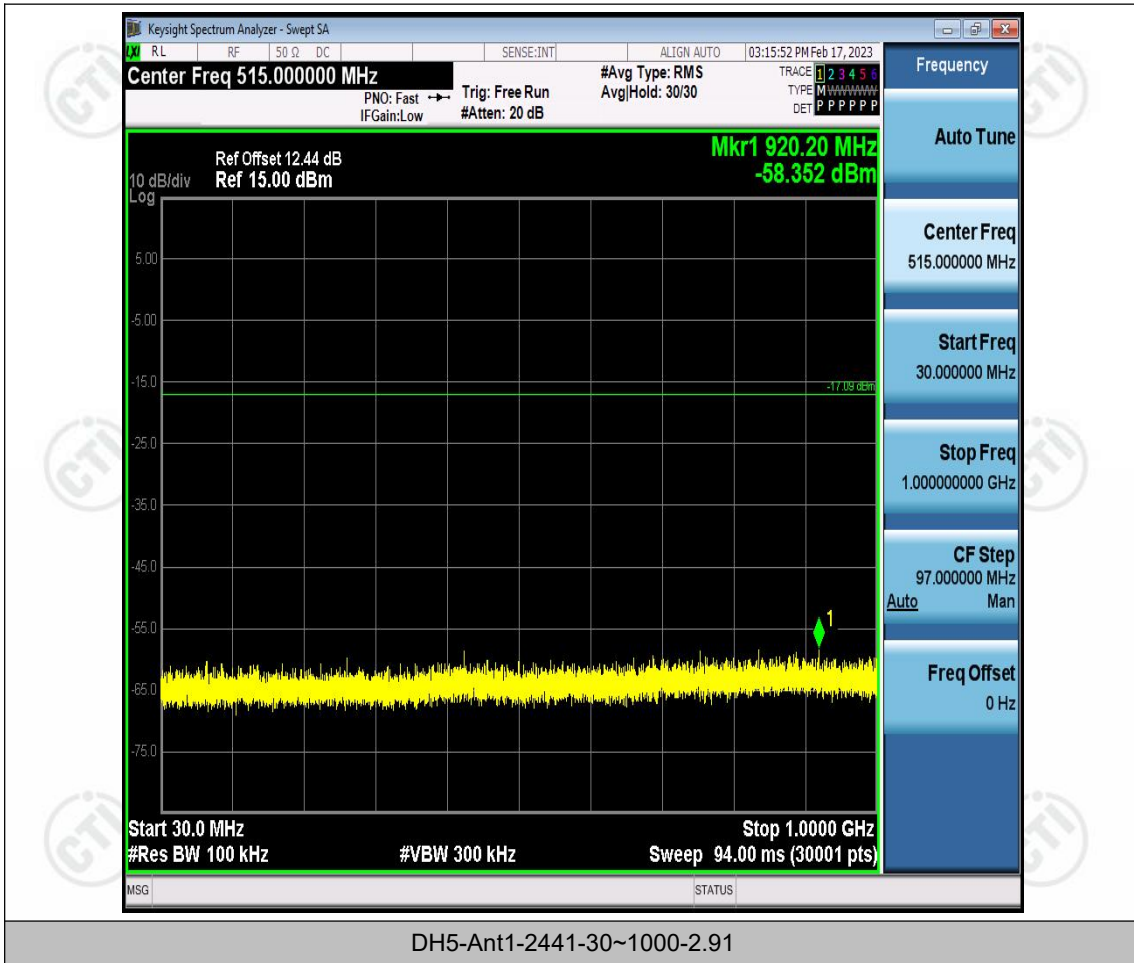 Keysight Spectrum Analyzer - Swept SA
LXI RL RF 50 Ω DC SENSE:INT ALIGN AUTO 03:15:52 PM Feb 17, 2023
Center Freq 515.000000 MHz
PNO: Fast
IFGain:Low
Trig: Free Run
#Atten: 20 dB
#Avg Type: RMS
Avg|Hold: 30/30
TRACE 1 2 3 4 5 6
TYPE M WWWWW
DET P P P P P P
Mkr1 920.20 MHz
-58.352 dBm
Ref Offset 12.44 dB
10 dB/div Ref 15.00 dBm
Log
5.00
-5.00
-15.0
-17.09 dBm
-25.0
-35.0
-45.0
-55.0
1
-65.0
-75.0
Start 30.0 MHz Stop 1.0000 GHz
#Res BW 100 kHz #VBW 300 kHz Sweep 94.00 ms (30001 pts)
MSG STATUS
Frequency
Auto Tune
Center Freq
515.000000 MHz
Start Freq
30.000000 MHz
Stop Freq
1.000000000 GHz
CF Step
97.000000 MHz
Auto Man
Freq Offset
0 Hz
CTI
CTI
CTI
CTI
CTI
CTI
DH5-Ant1-2441-30~1000-2.91